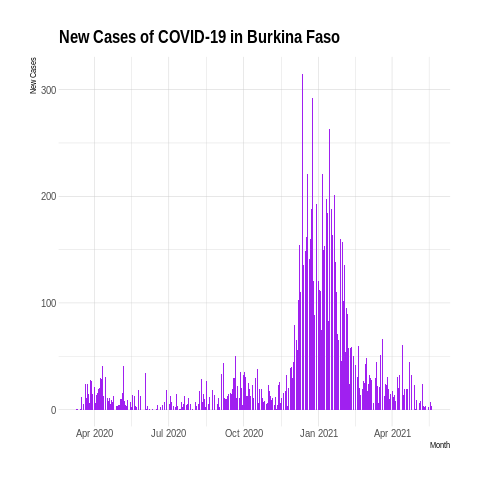 New Cases of COVID-19 in Burkina Faso
New Cases
300
200
100
0
Apr 2020 Jul 2020 Oct 2020 Jan 2021 Apr 2021
Month